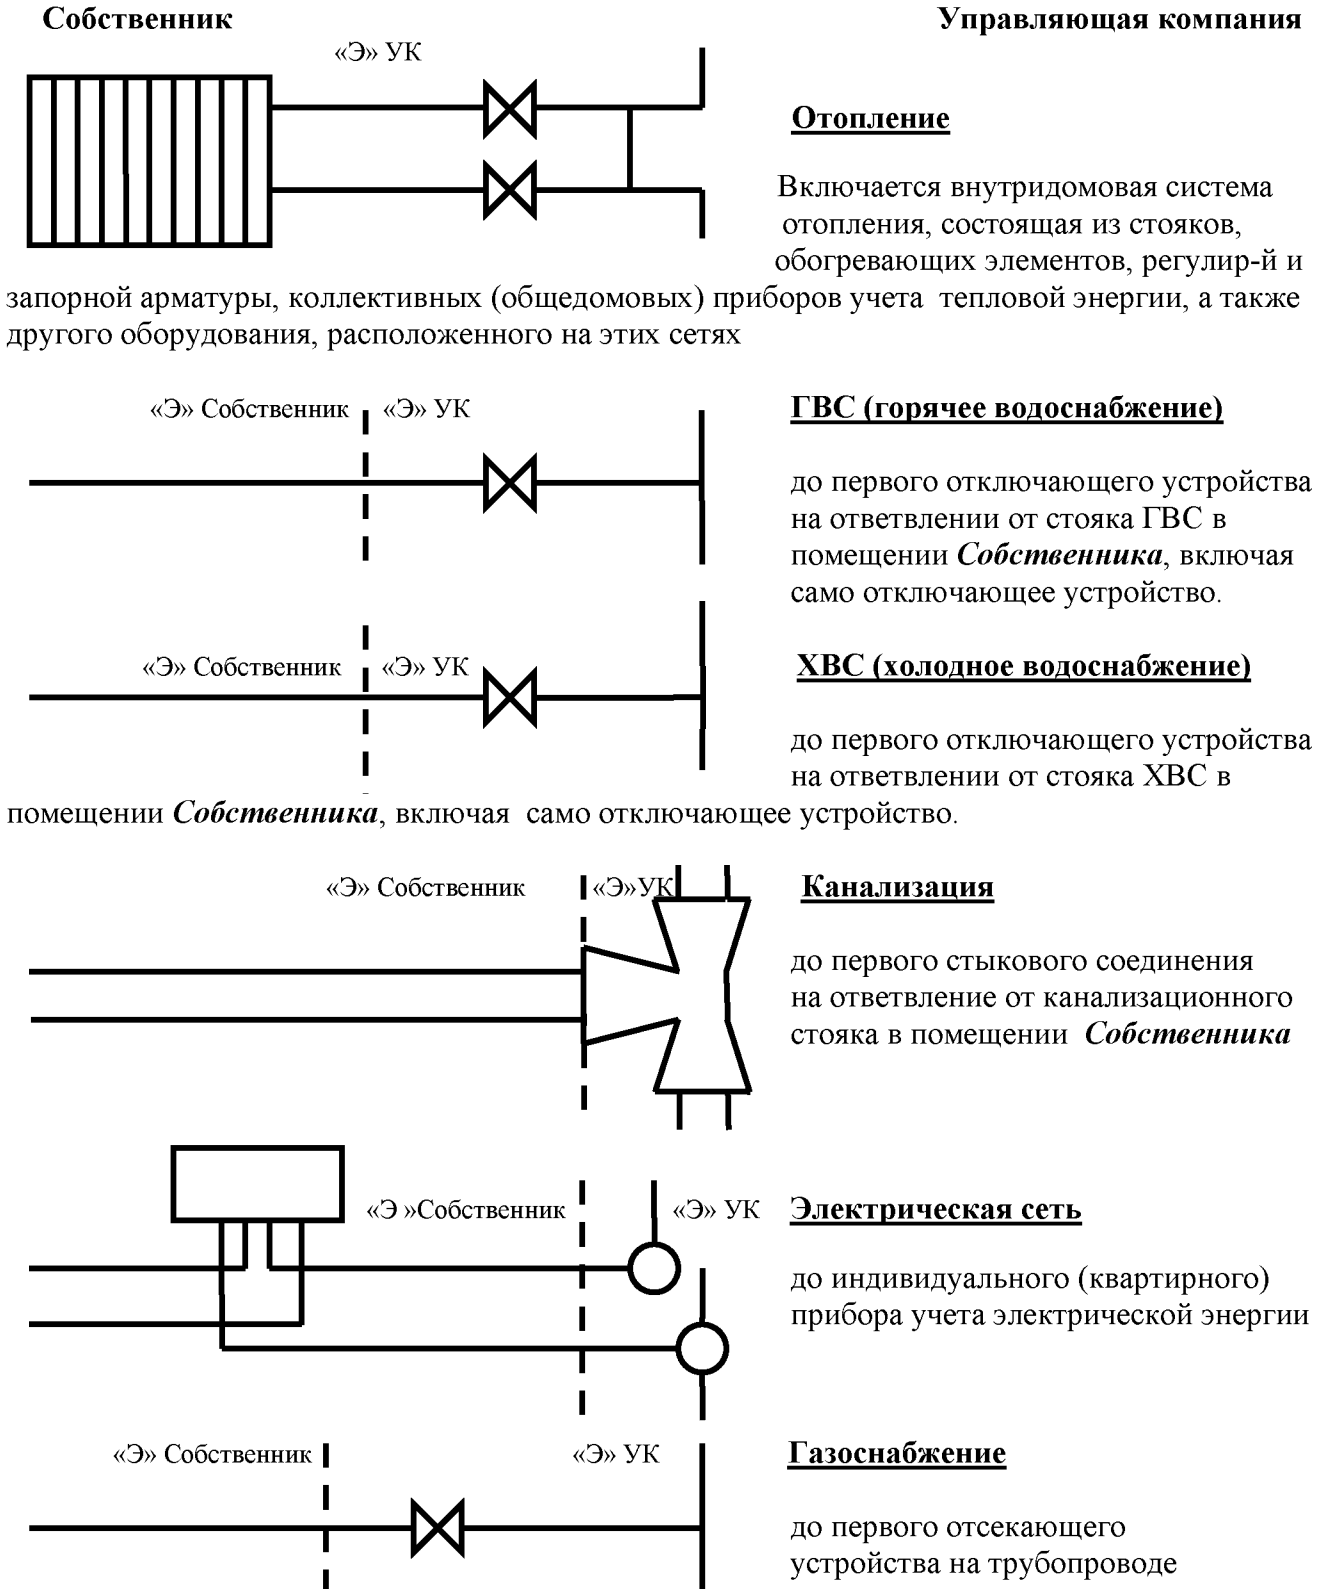 Собственник Управляющая компания
«Э» УК
Отопление
Включается внутридомовая система
отопления, состоящая из стояков,
обогревающих элементов, регулир-й и
запорной арматуры, коллективных (общедомовых) приборов учета тепловой энергии, а также
другого оборудования, расположенного на этих сетях
«Э» Собственник «Э» УК
ГВС (горячее водоснабжение)
до первого отключающего устройства
на ответвлении от стояка ГВС в
помещении Собственника, включая
само отключающее устройство.
«Э» Собственник «Э» УК
ХВС (холодное водоснабжение)
до первого отключающего устройства
на ответвлении от стояка ХВС в
помещении Собственника, включая само отключающее устройство.
«Э» Собственник «Э»УК
Канализация
до первого стыкового соединения
на ответвление от канализационного
стояка в помещении Собственника
«Э »Собственник «Э» УК
Электрическая сеть
до индивидуального (квартирного)
прибора учета электрической энергии
«Э» Собственник «Э» УК
Газоснабжение
до первого отсекающего
устройства на трубопроводе